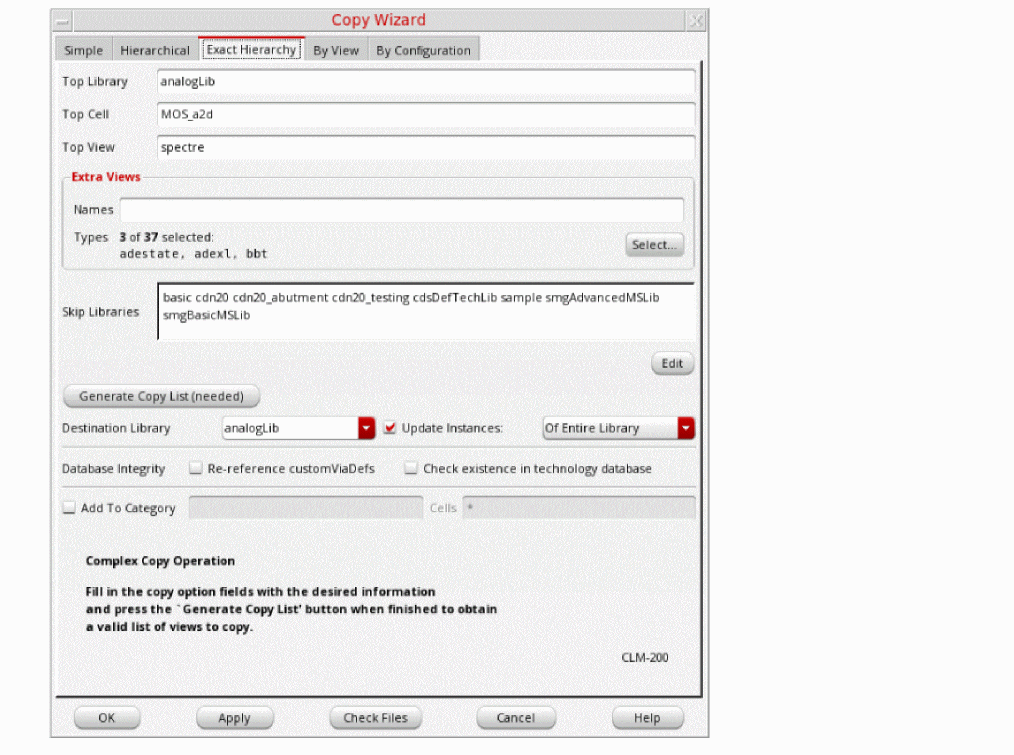 Copy Wizard
Simple Hierarchical Exact Hierarchy By View By Configuration
Top Library analogLib
Top Cell MOS_a2d
Top View spectre
Extra Views
Names
Types 3 of 37 selected:
adestate, adexl, bbt
Select...
Skip Libraries
basic cdn20 cdn20_abutment cdn20_testing cdsDefTechLib sample smgAdvancedMSLib
smgBasicMSLib
Edit
Generate Copy List (needed)
Destination Library analogLib Update Instances: Of Entire Library
Database Integrity Re-reference customViaDefs Check existence in technology database
Add To Category Cells *
Complex Copy Operation
Fill in the copy option fields with the desired information
and press the `Generate Copy List' button when finished to obtain
a valid list of views to copy.
CLM-200
OK Apply Check Files Cancel Help